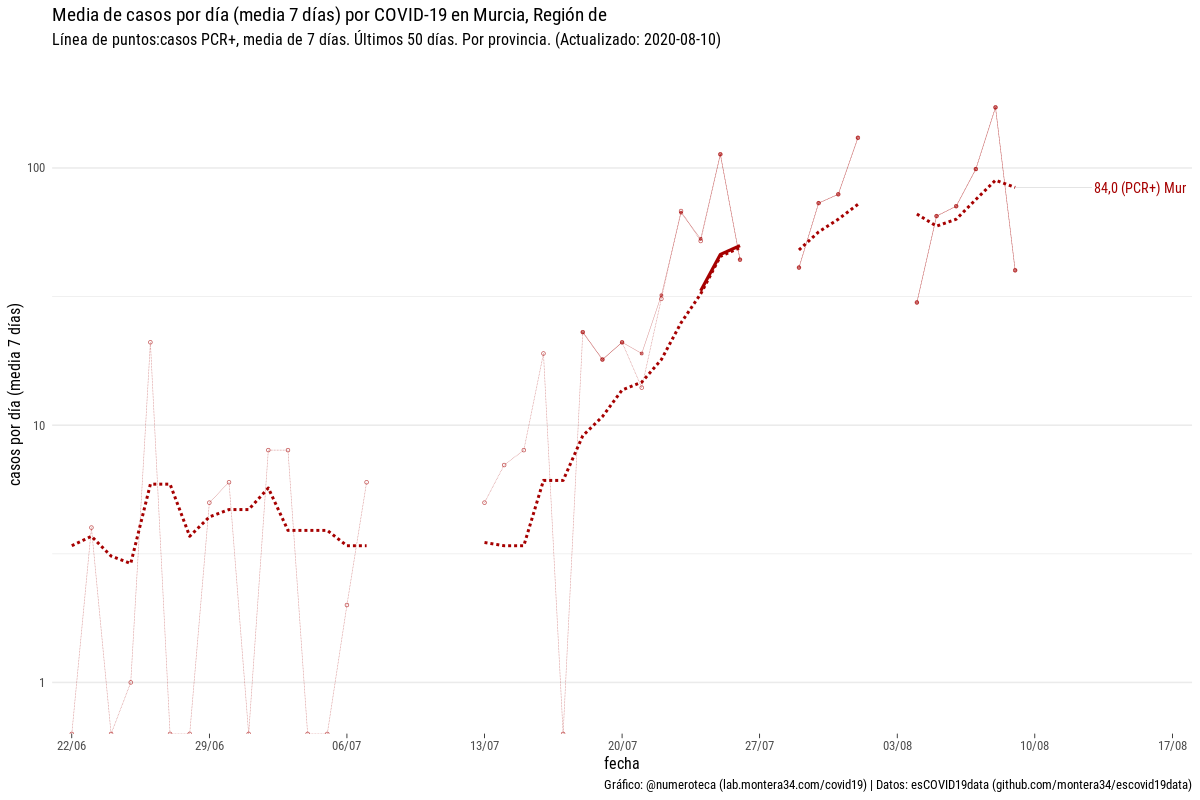 Media de casos por día (media 7 días) por COVID-19 en Murcia, Región de
Línea de puntos:casos PCR+, media de 7 días. Últimos 50 días. Por provincia. (Actualizado: 2020-08-10)
casos por día (media 7 días)
100
10
1
84,0 (PCR+) Mur
22/06
29/06
06/07
13/07
20/07
27/07
03/08
10/08
17/08
fecha
Gráfico: @numeroteca (lab.montera34.com/covid19) | Datos: esCOVID19data (github.com/montera34/escovid19data)